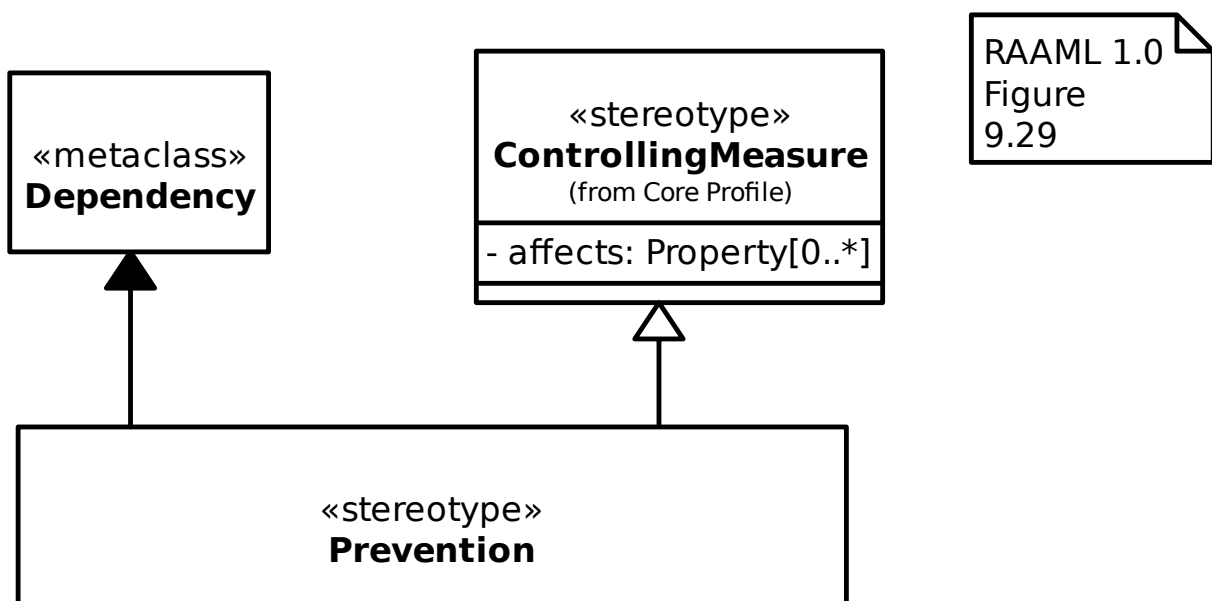 «metaclass»
Dependency
«stereotype»
ControllingMeasure
(from Core Profile)
- affects: Property[0..*]
RAAML 1.0
Figure
9.29
«stereotype»
Prevention